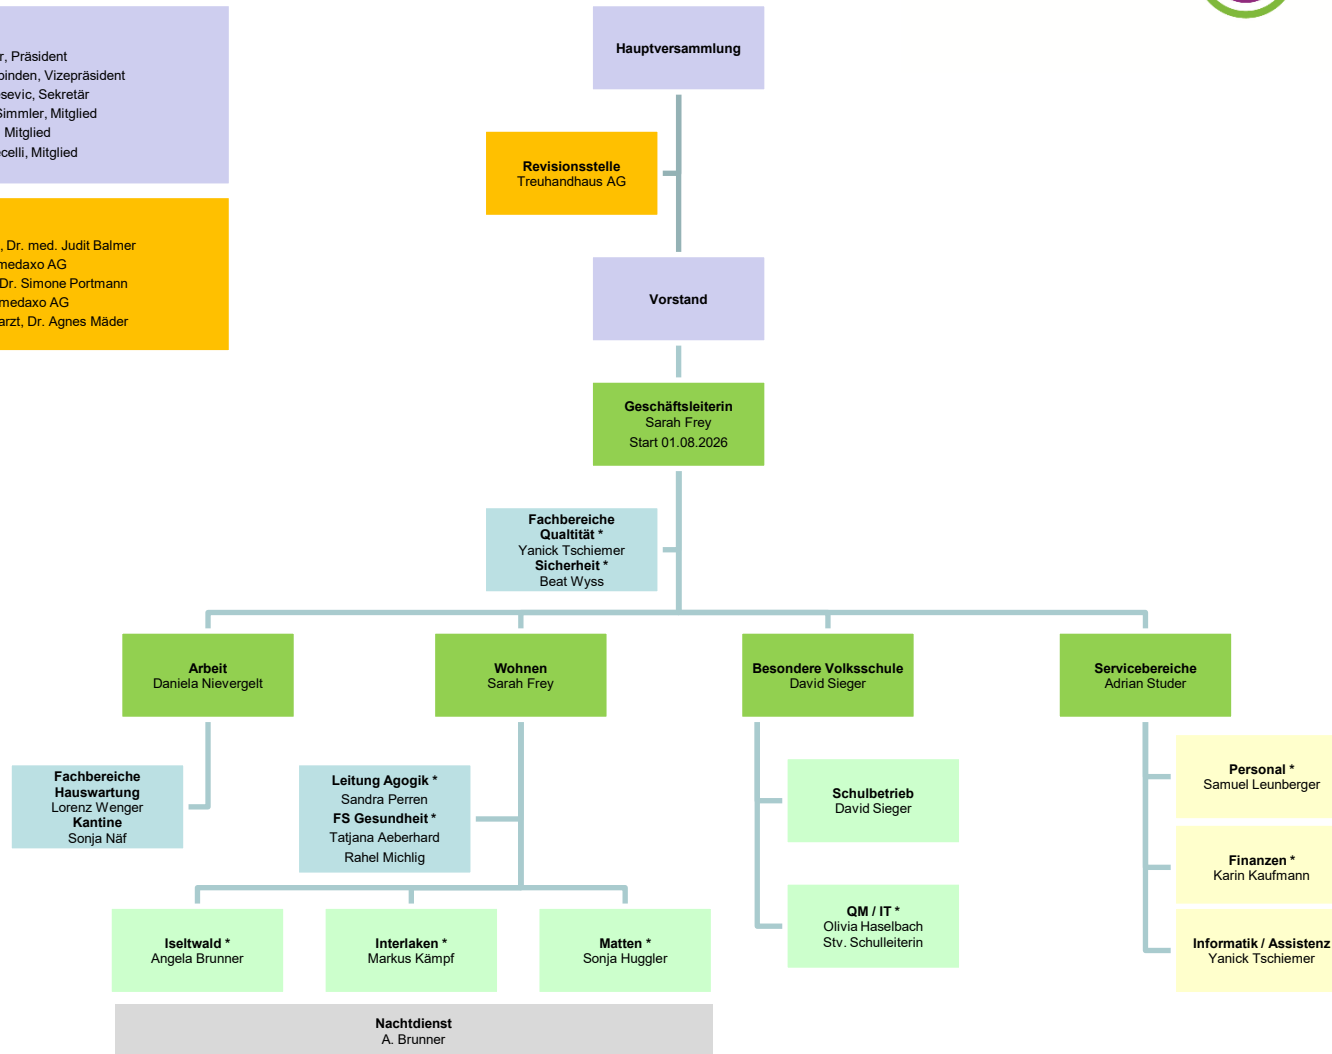 Präsident
Vizepräsident
Sekretär
Simmler, Mitglied
Mitglied
Mitglied
Dr. med. Judit Balmer
medaxo AG
Dr. Simone Portmann
medaxo AG
Dr. Agnes Mäder
Hauptversammlung
Revisionsstelle
Treuhandhaus AG
Vorstand
Geschäftsleiterin
Sarah Frey
Start 01.08.2026
Fachbereiche
Qualtität *
Yanick Tschiemer
Sicherheit *
Beat Wyss
Arbeit
Daniela Nievergelt
Wohnen
Sarah Frey
Besondere Volksschule
David Sieger
Servicebereiche
Adrian Studer
Fachbereiche
Hauswartung
Lorenz Wenger
Kantine
Sonja Näf
Leitung Agogik *
Sandra Perren
FS Gesundheit *
Tatjana Aeberhard
Rahel Michlig
Schulbetrieb
David Sieger
QM / IT *
Olivia Haselbach
Stv. Schulleiterin
Personal *
Samuel Leunberger
Finanzen *
Karin Kaufmann
Informatik / Assistenz
Yanick Tschiemer
Iseltwald *
Angela Brunner
Interlaken *
Markus Kämpf
Matten *
Sonja Huggler
Nachtdienst
A. Brunner